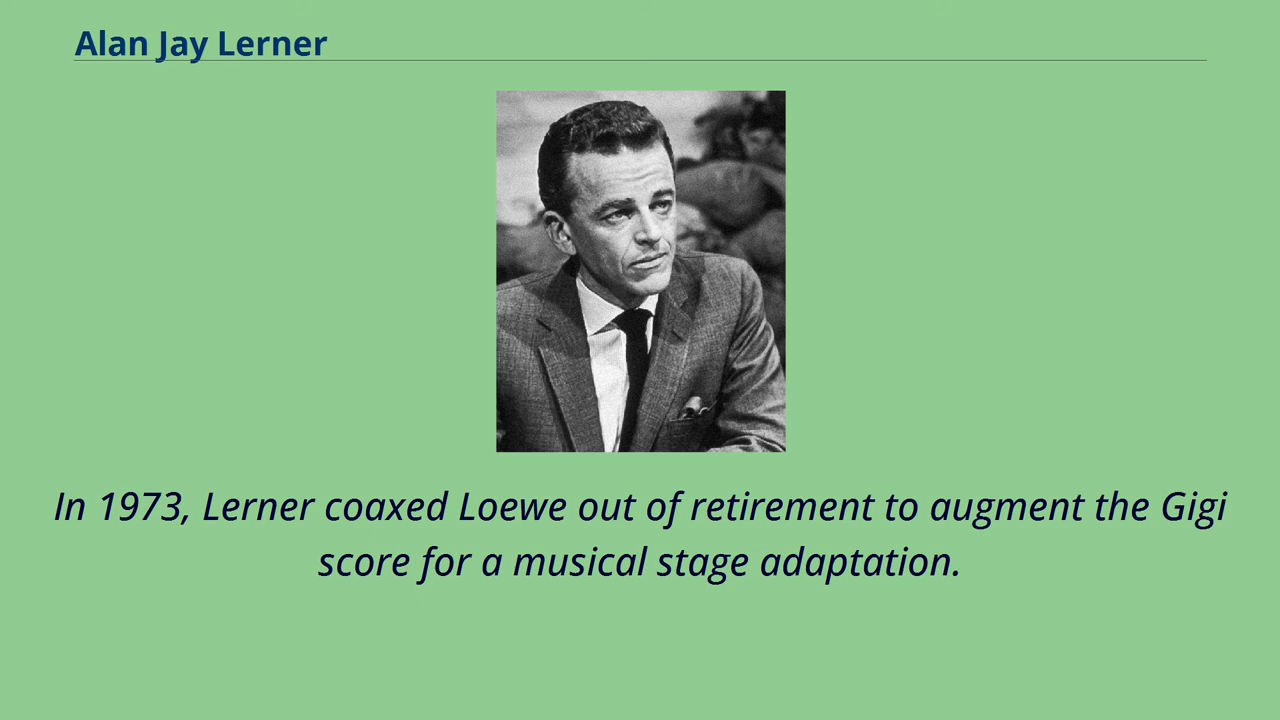 Alan Jay Lerner
In 1973, Lerner coaxed Loewe out of retirement to augment the Gigi
score for a musical stage adaptation.